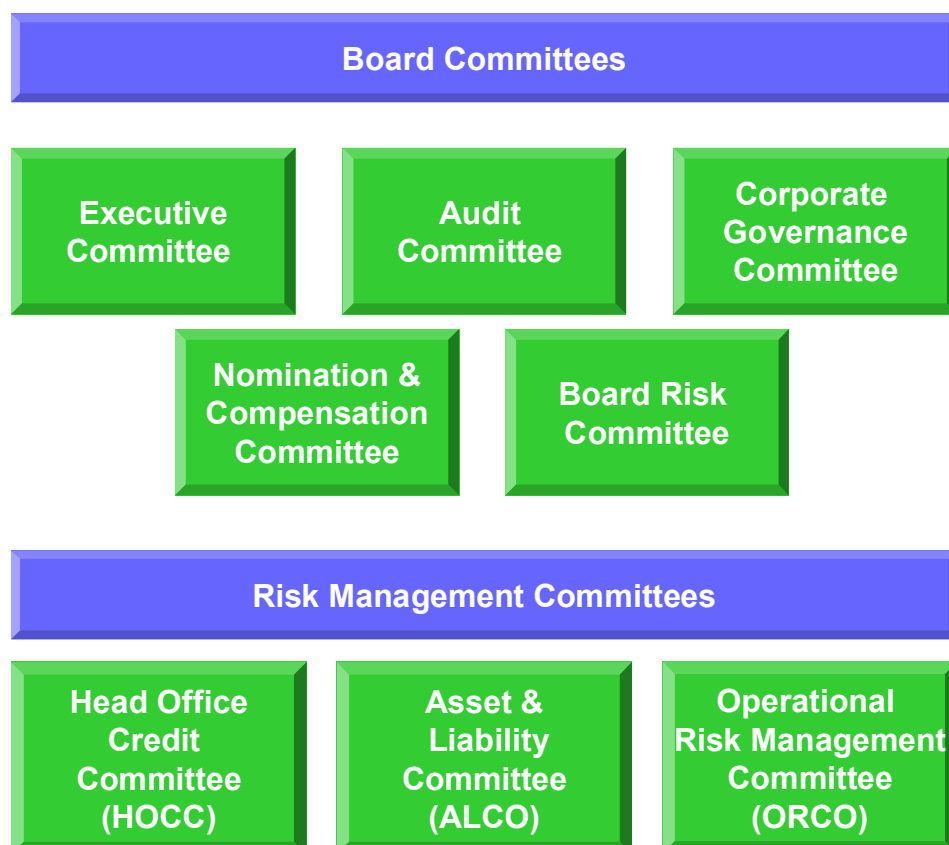 Board Committees
Executive
Committee
Audit
Committee
Corporate
Governance
Committee
Nomination &
Compensation
Committee
Board Risk
Committee
Risk Management Committees
Head Office
Credit
Committee
(HOCC)
Asset &
Liability
Committee
(ALCO)
Operational
Risk Management
Committee
(ORCO)